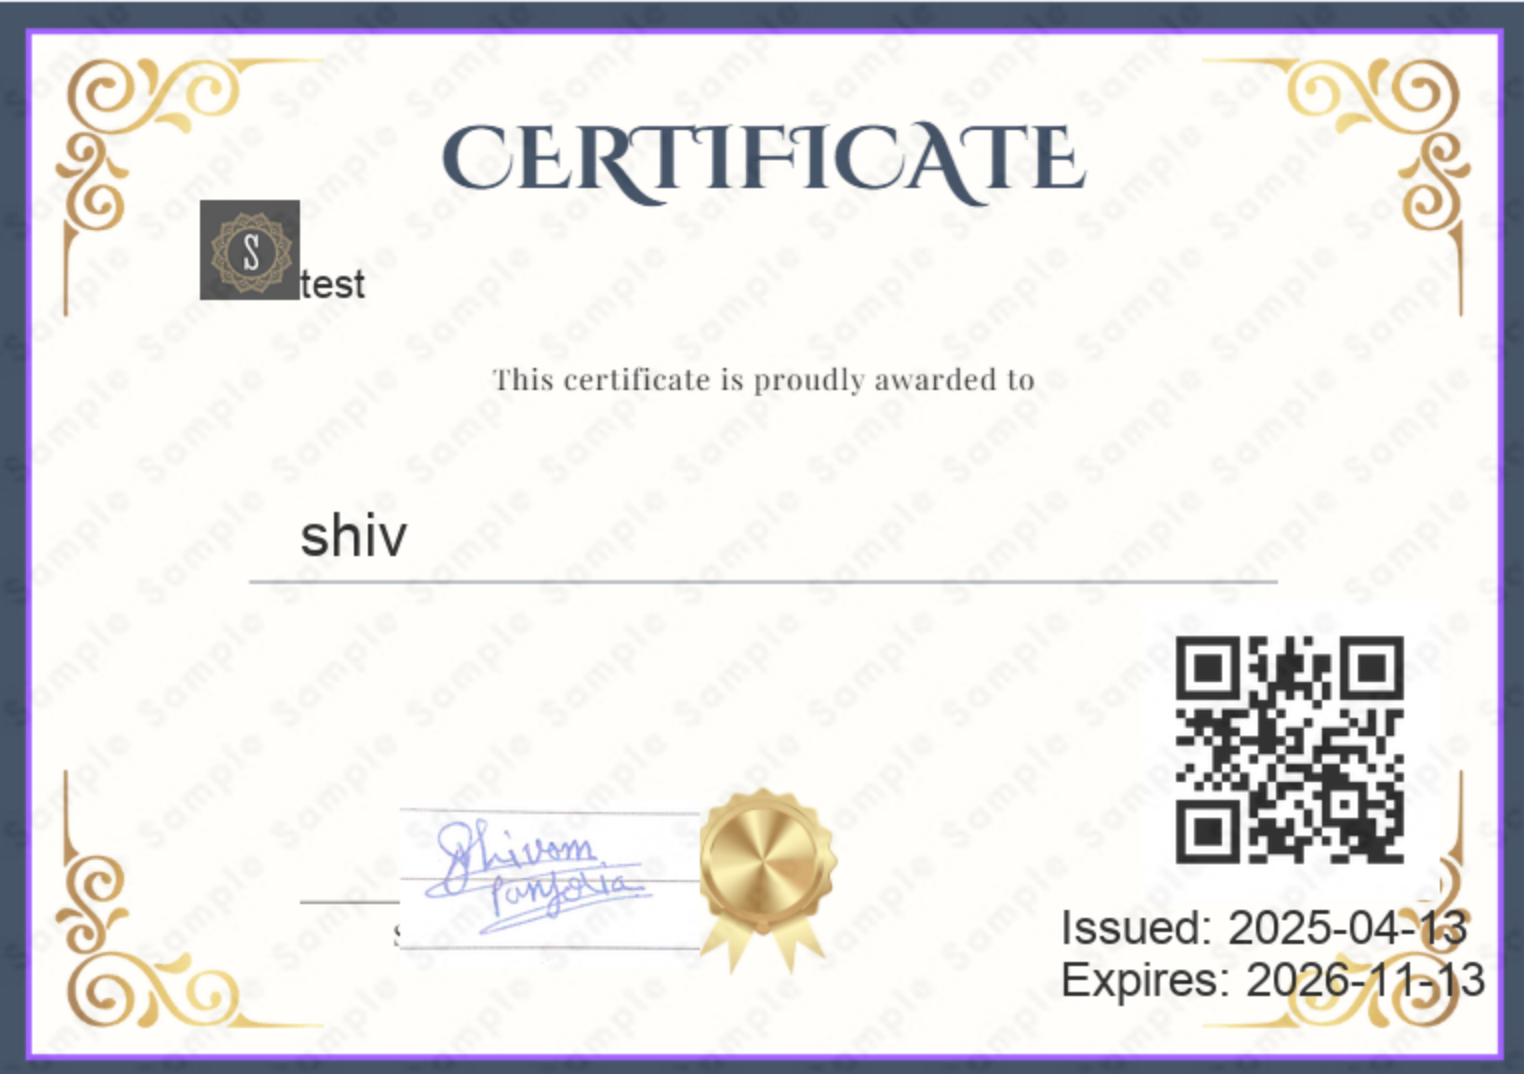 CERTIFICATE
S
test
This certificate is proudly awarded to
shiv
Shivam
Issued: 2025-04-13
Expires: 2026-11-13
Sample